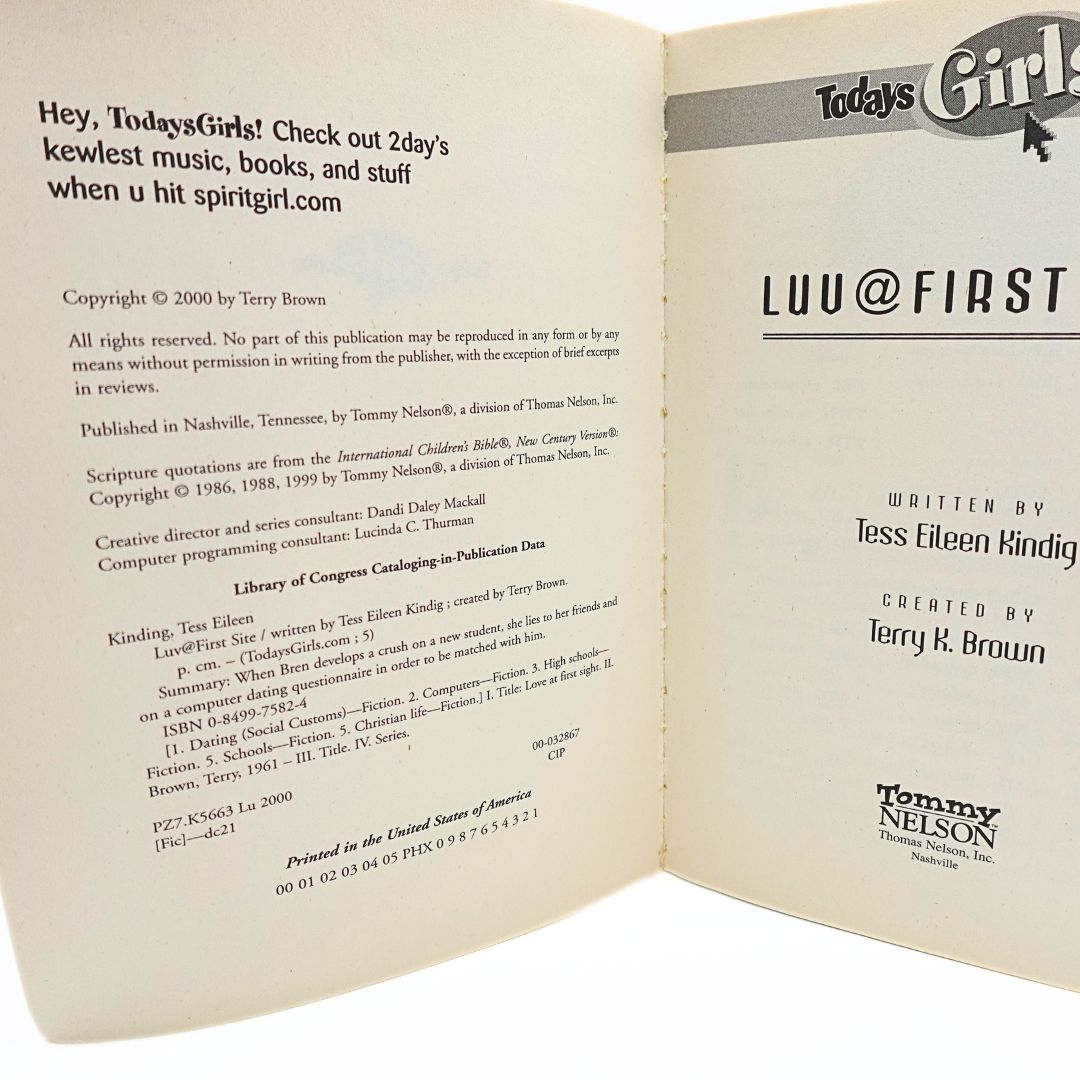 Hey, TodaysGirls! Check out 2day's
kewlest music, books, and stuff
when u hit spiritgirl.com
Copyright © 2000 by Terry Brown
All rights reserved. No part of this publication may be reproduced in any form or by any
means without permission in writing from the publisher, with the exception of brief excerpts
in reviews.
Published in Nashville, Tennessee, by Tommy Nelson®, a division of Thomas Nelson, Inc.
Scripture quotations are from the International Children's Bible®, New Century Version®:
Copyright © 1986, 1988, 1999 by Tommy Nelson®, a division of Thomas Nelson, Inc.
Creative director and series consultant: Dandi Daley Mackall
Computer programming consultant: Lucinda C. Thurman
Library of Congress Cataloging-in-Publication Data
Kinding, Tess Eileen
Luv@First Site / written by Tess Eileen Kindig ; created by Terry Brown.
p. cm. – (TodaysGirls.com ; 5)
Summary: When Bren develops a crush on a new student, she lies to her friends and
on a computer dating questionnaire in order to be matched with him.
ISBN 0-8499-7582-4
[1. Dating (Social Customs)—Fiction. 2. Computers—Fiction. 3. High schools—
Fiction. 5. Schools—Fiction. 5. Christian life—Fiction.] I. Title: Love at first sight. II.
Brown, Terry, 1961 – III. Title. IV. Series.
PZ7.K5663 Lu 2000
[Fic]—dc21
00-032867
CIP
Printed in the United States of America
00 01 02 03 04 05 PHX 0 9 8 7 6 5 4 3 2 1
Todays Girls
LUV@FIRST
WRITTEN BY
Tess Eileen Kindig
CREATED BY
Terry K. Brown
Tommy
NELSON™
Thomas Nelson, Inc.
Nashville